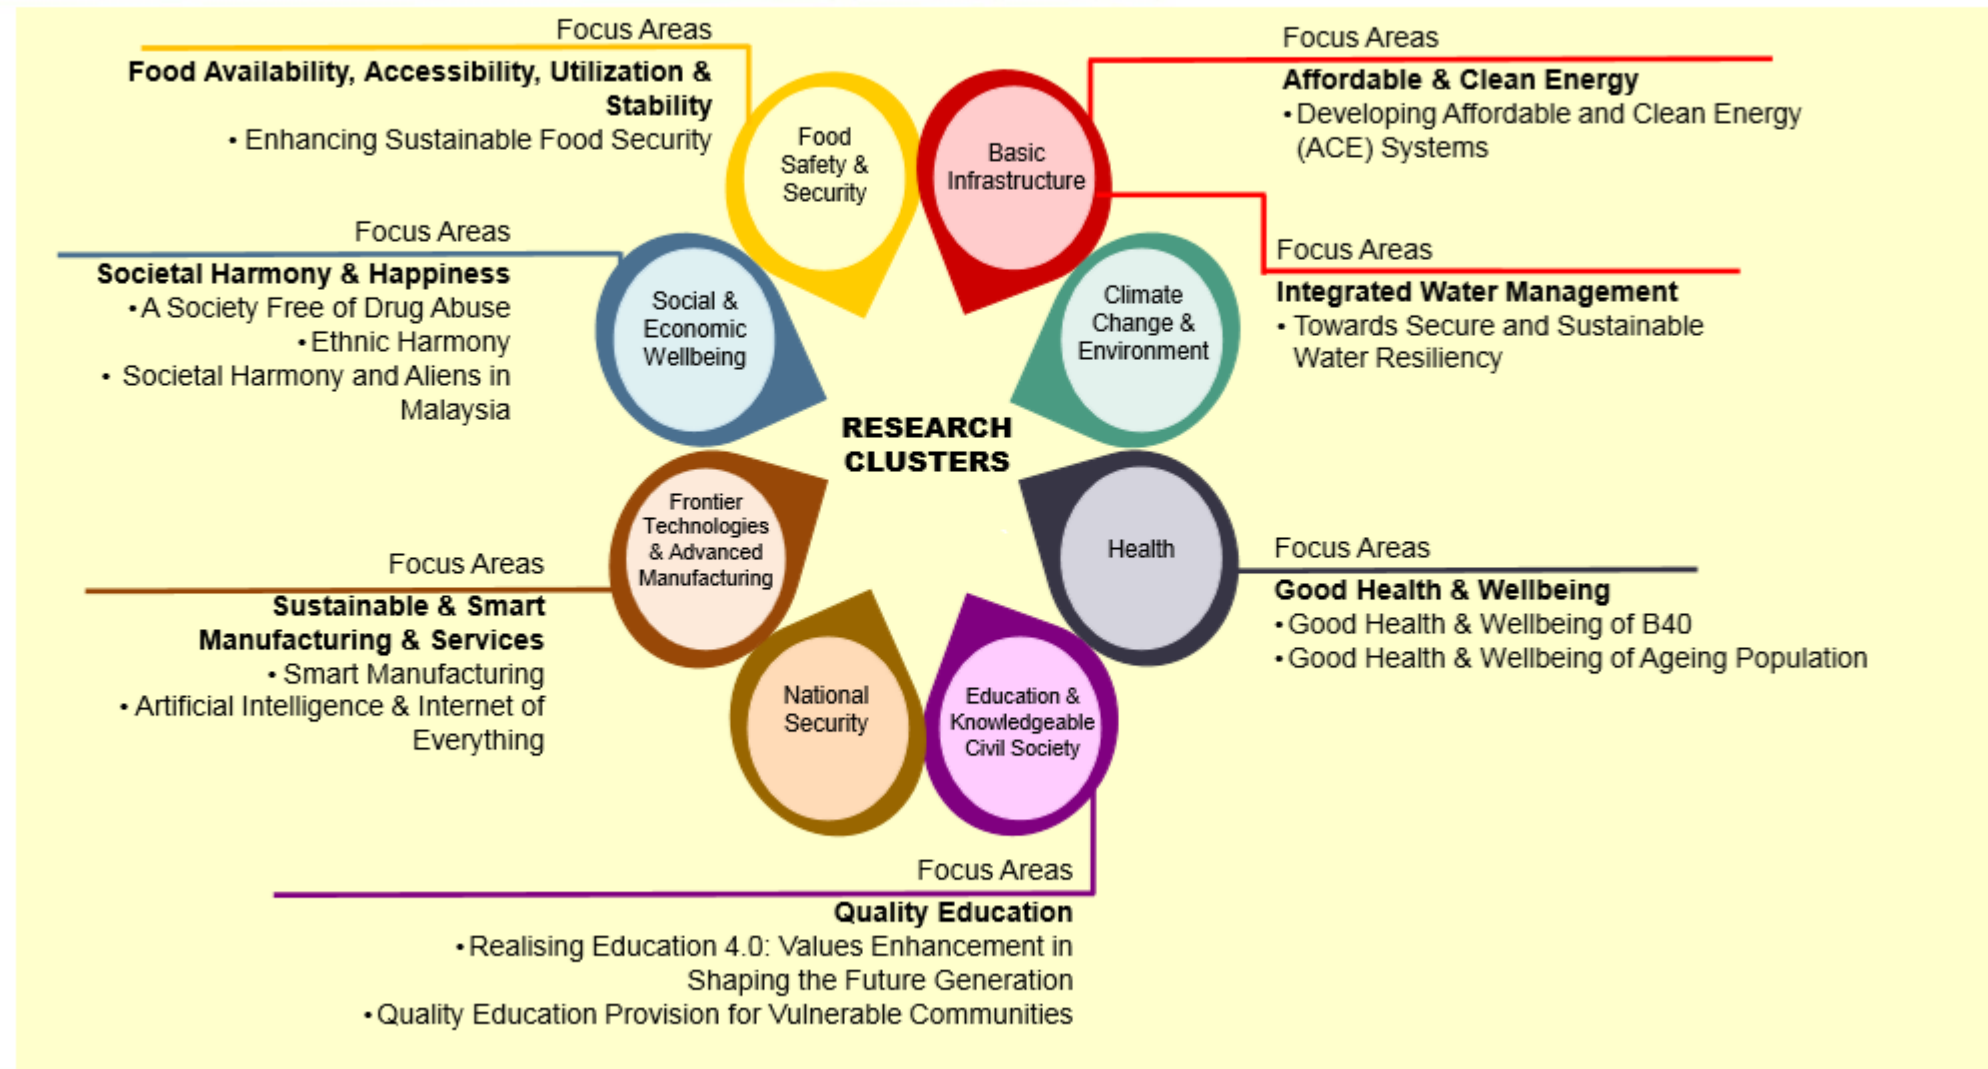 Focus Areas
Food Availability, Accessibility, Utilization &
Stability
• Enhancing Sustainable Food Security
Focus Areas
Affordable & Clean Energy
• Developing Affordable and Clean Energy
(ACE) Systems
Food
Safety &
Security
Basic
Infrastructure
Focus Areas
Societal Harmony & Happiness
• A Society Free of Drug Abuse
• Ethnic Harmony
• Societal Harmony and Aliens in
Malaysia
Social &
Economic
Wellbeing
Climate
Change &
Environment
Focus Areas
Integrated Water Management
• Towards Secure and Sustainable
Water Resiliency
RESEARCH
CLUSTERS
Focus Areas
Sustainable & Smart
Manufacturing & Services
• Smart Manufacturing
• Artificial Intelligence & Internet of
Everything
Frontier
Technologies
& Advanced
Manufacturing
Health
Focus Areas
Good Health & Wellbeing
• Good Health & Wellbeing of B40
• Good Health & Wellbeing of Ageing Population
National
Security
Education &
Knowledgeable
Civil Society
Focus Areas
Quality Education
• Realising Education 4.0: Values Enhancement in
Shaping the Future Generation
• Quality Education Provision for Vulnerable Communities